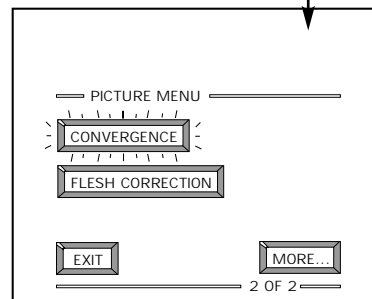 PICTURE MENU
CONVERGENCE
FLESH CORRECTION
EXIT MORE...
2 OF 2